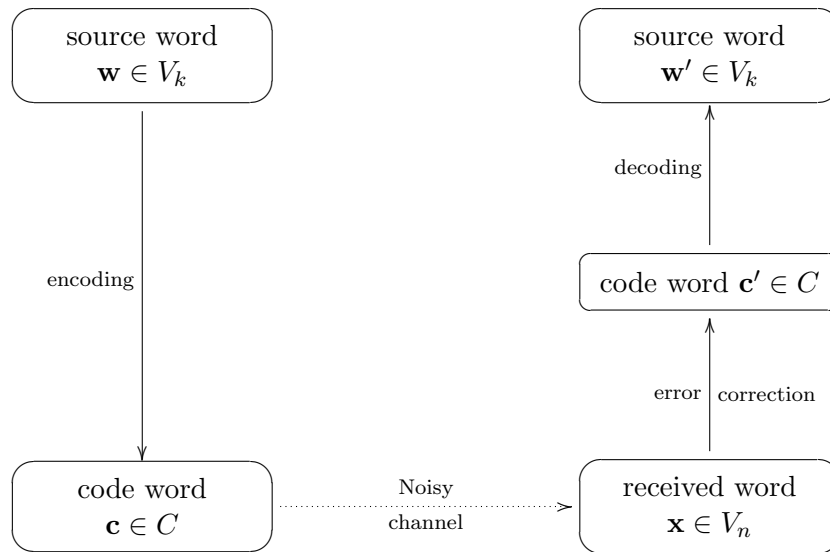 source word
𝐰 ∈ V_k
source word
𝐰′ ∈ V_k
decoding
encoding
code word 𝐜′ ∈ C
error correction
code word
𝐜 ∈ C
Noisy
channel
received word
𝐱 ∈ V_n